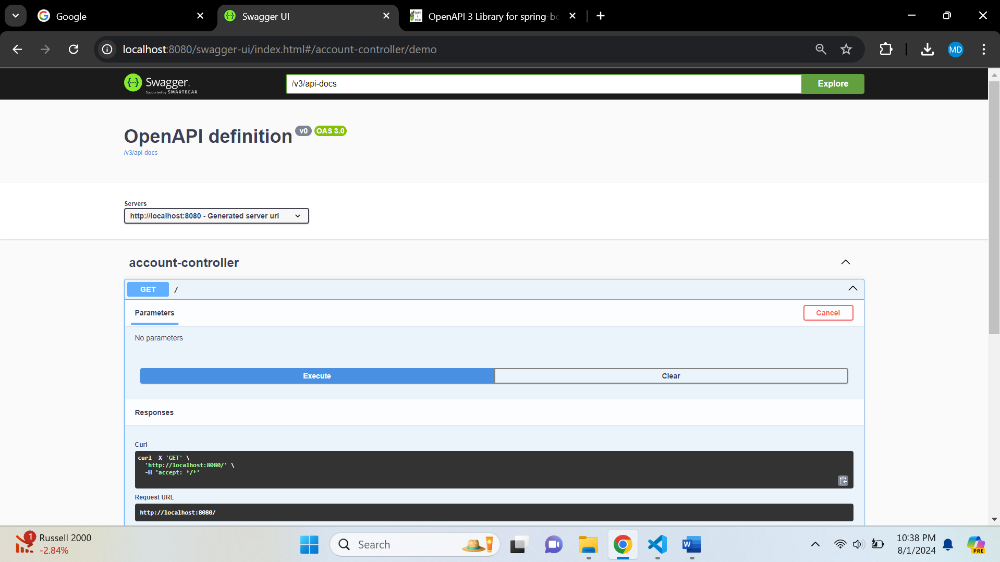 Google
Swagger UI
OpenAPI 3 Library for spring-bo
localhost:8080/swagger-ui/index.html#/account-controller/demo
MD
Swagger
Supported by SMARTBEAR
/v3/api-docs
Explore
OpenAPI definition v0 OAS 3.0
/v3/api-docs
Servers
http://localhost:8080 - Generated server url
account-controller
GET /
Parameters
Cancel
No parameters
Execute
Clear
Responses
Curl
curl -X 'GET' \
'http://localhost:8080/' \
-H 'accept: */*'
Request URL
http://localhost:8080/
1
Russell 2000
-2.84%
Search
W
10:38 PM
8/1/2024
PRE